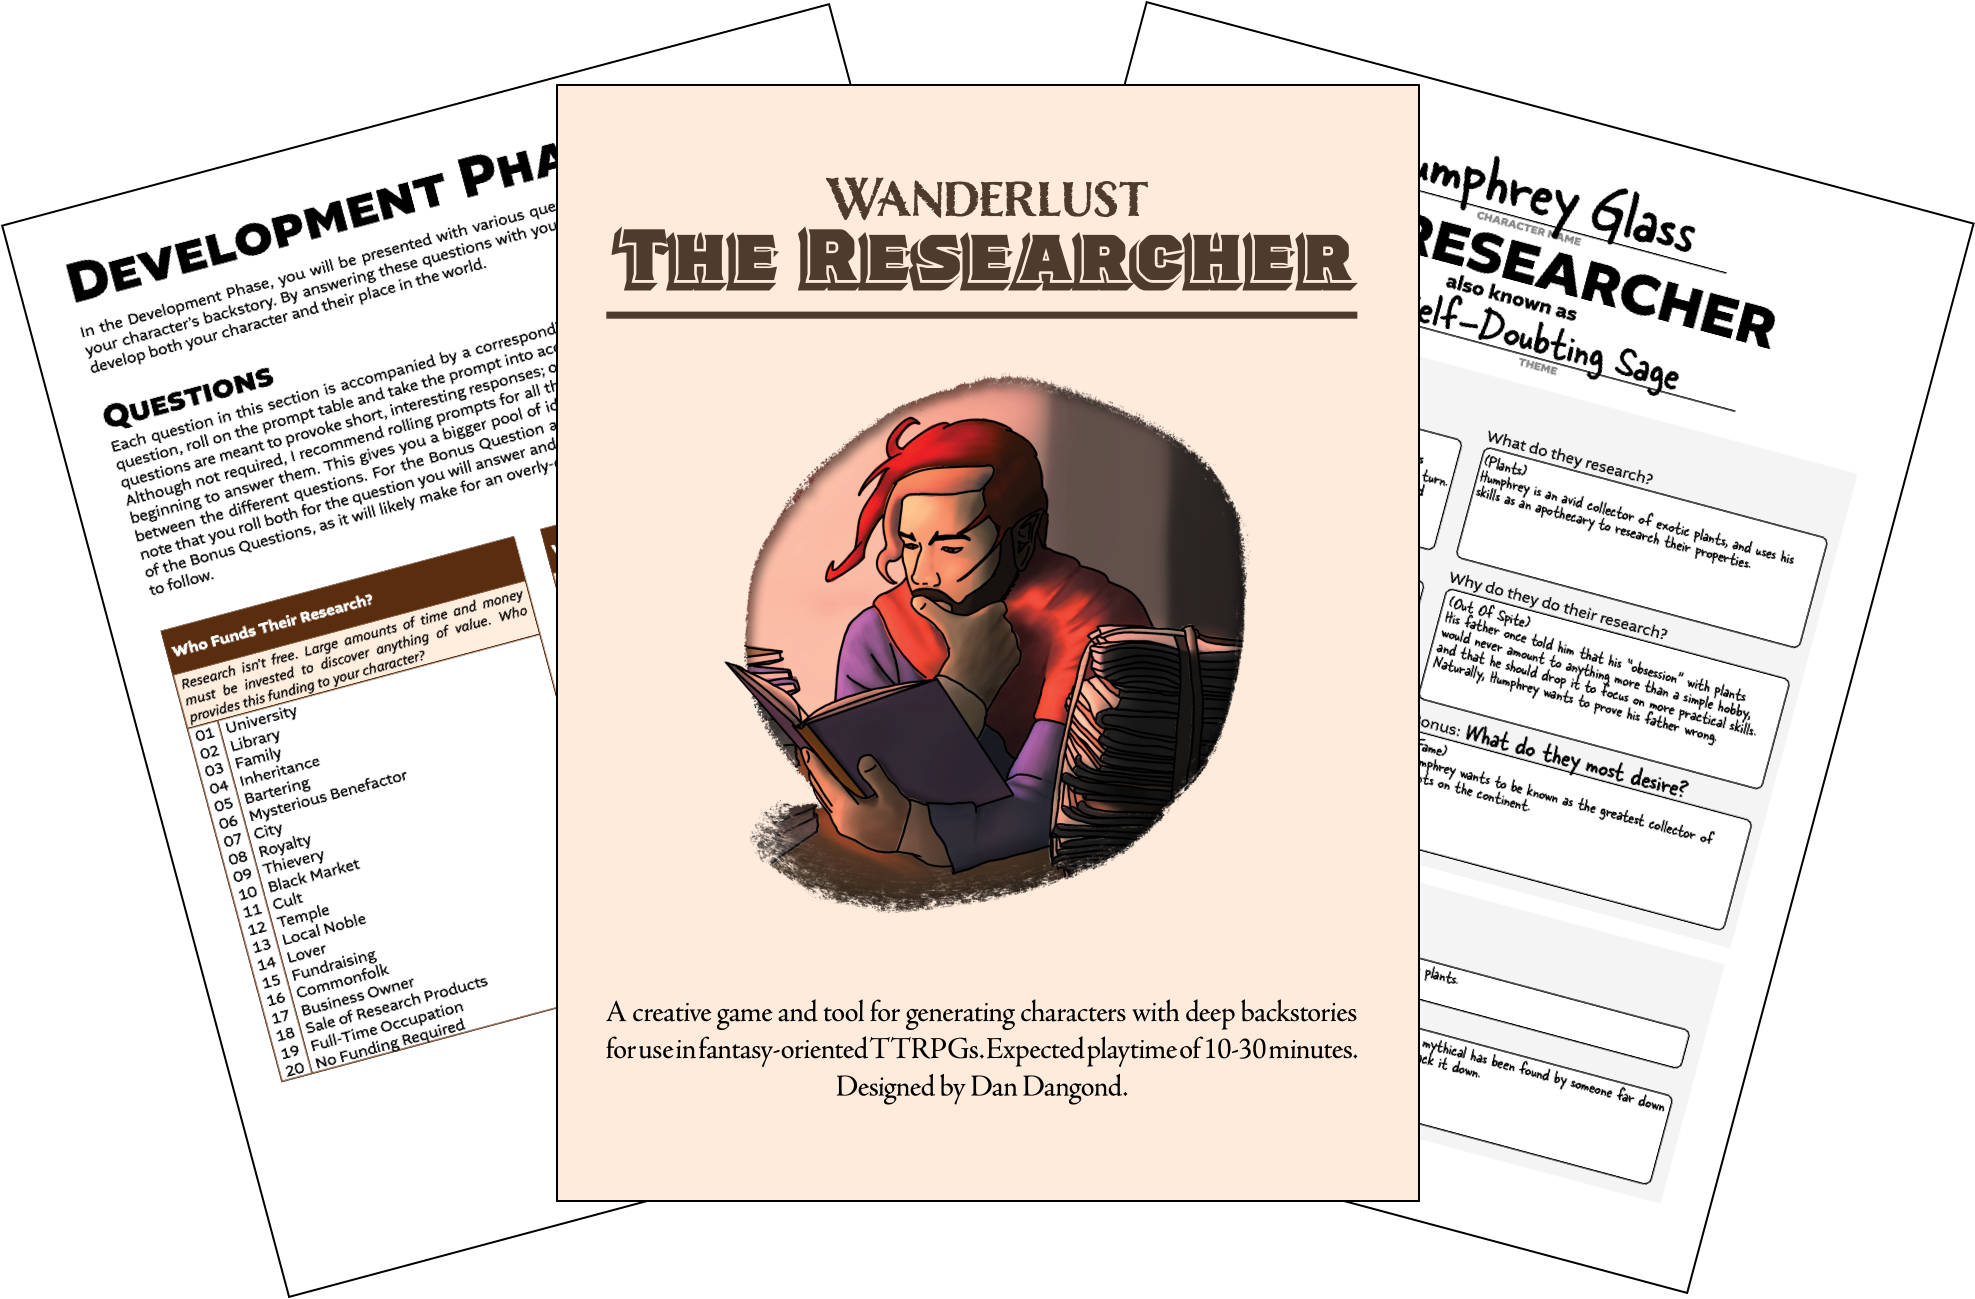 DEVELOPMENT PHA
In the Development Phase, you will be presented with various que
your character's backstory. By answering these questions with you
develop both your character and their place in the world.
QUESTIONS
Each question in this section is accompanied by a correspond
question, roll on the prompt table and take the prompt into acc
questions are meant to provoke short, interesting responses; o
Although not required, I recommend rolling prompts for all th
beginning to answer them. This gives you a bigger pool of id
between the different questions. For the Bonus Question a
note that you roll both for the question you will answer and
of the Bonus Questions, as it will likely make for an overly-
to follow.
Who Funds Their Research?
Research isn't free. Large amounts of time and money
must be invested to discover anything of value. Who
provides this funding to your character?
01 University
02 Library
03 Family
04 Inheritance
05 Bartering
06 Mysterious Benefactor
07 City
08 Royalty
09 Thievery
10 Black Market
11 Cult
12 Temple
13 Local Noble
14 Lover
15 Fundraising
16 Commonfolk
17 Business Owner
18 Sale of Research Products
19 Full-Time Occupation
20 No Funding Required
WANDERLUST
THE RESEARCHER
A creative game and tool for generating characters with deep backstories
for use in fantasy-oriented TTRPGs. Expected playtime of 10-30 minutes.
Designed by Dan Dangond.
umphrey Glass
CHARACTER NAME
RESEARCHER
also known as
elf-Doubting Sage
THEME
turn.
What do they research?
(Plants)
Humphrey is an avid collector of exotic plants, and uses his
skills as an apothecary to research their properties.
Why do they do their research?
(Out Of Spite)
His father once told him that his "obsession" with plants
would never amount to anything more than a simple hobby,
and that he should drop it to focus on more practical skills.
Naturally, Humphrey wants to prove his father wrong.
onus: What do they most desire?
ame)
mphrey wants to be known as the greatest collector of
ts on the continent.
plants.
mythical has been found by someone far down
ck it down.